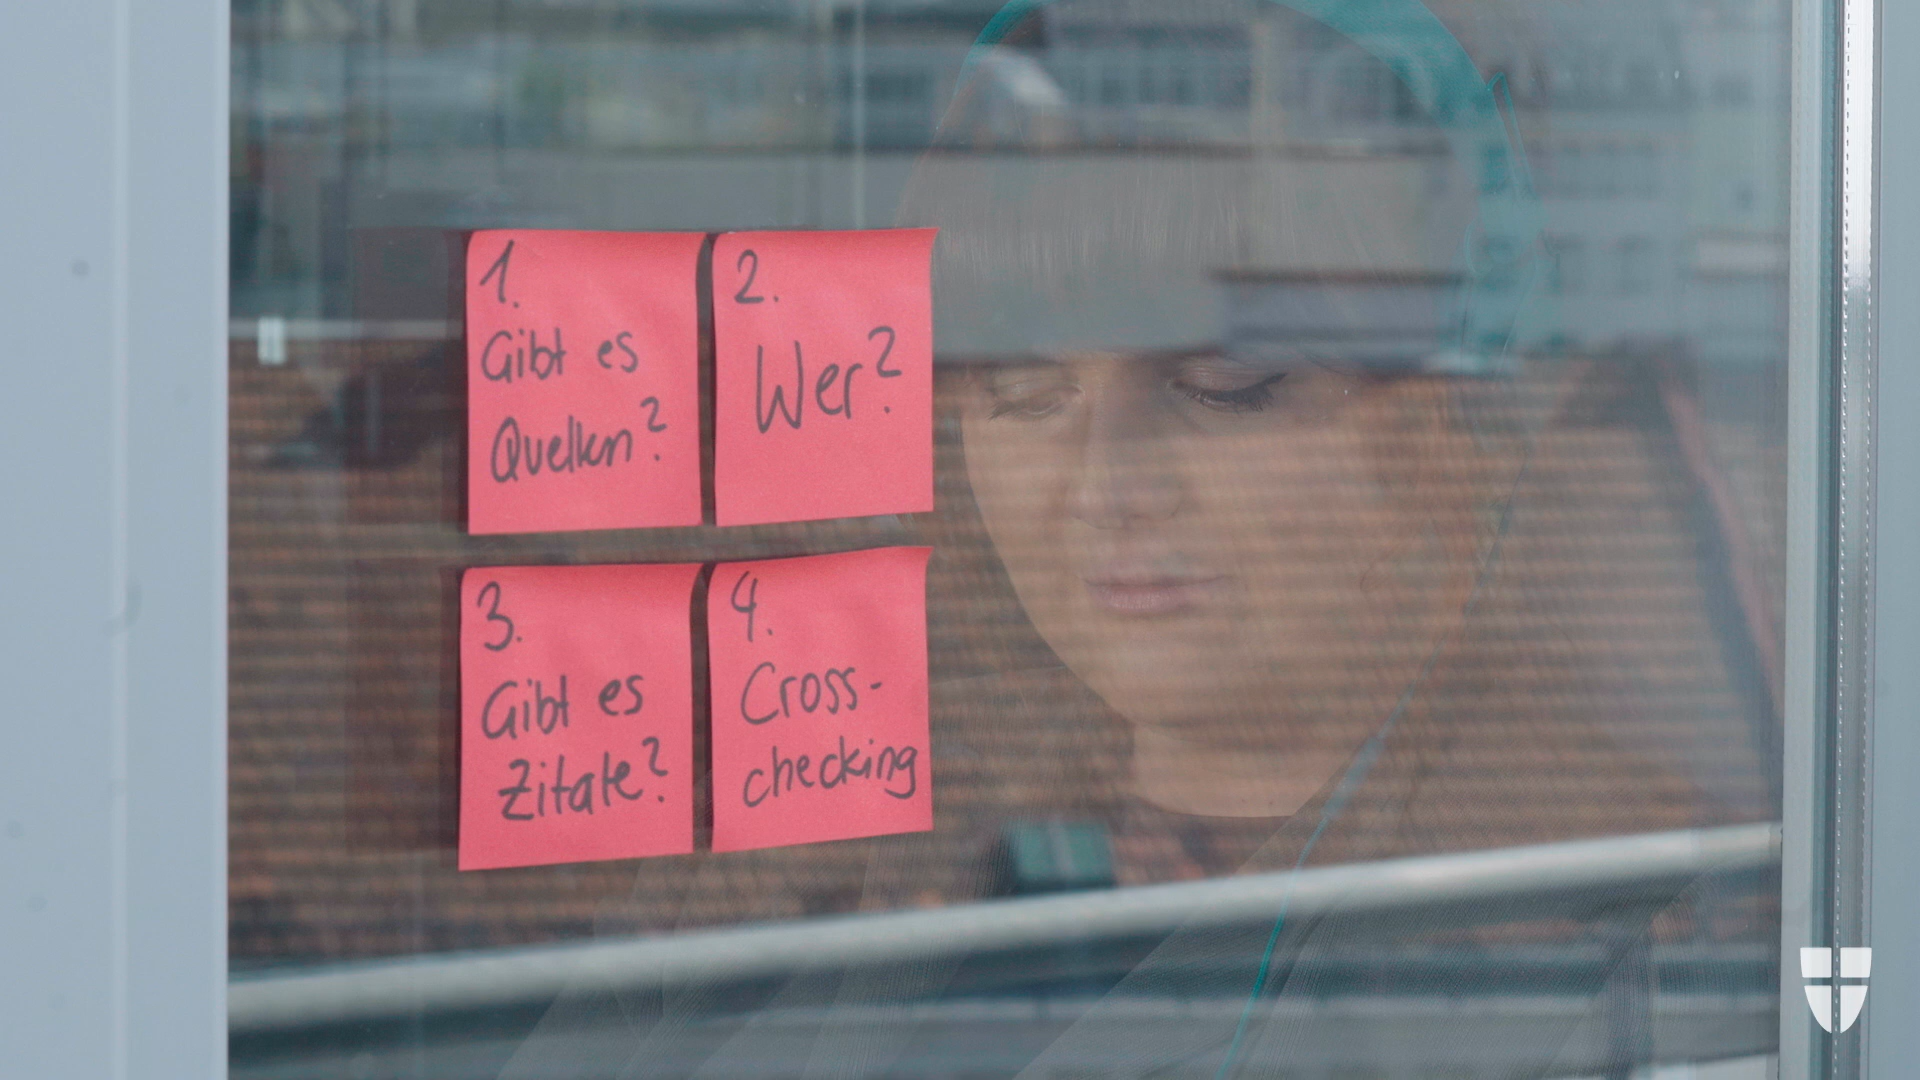 1.
Gibt es
Quellen?
2.
Wer?
3.
Gibt es
Zitate?
4.
Cross-
checking